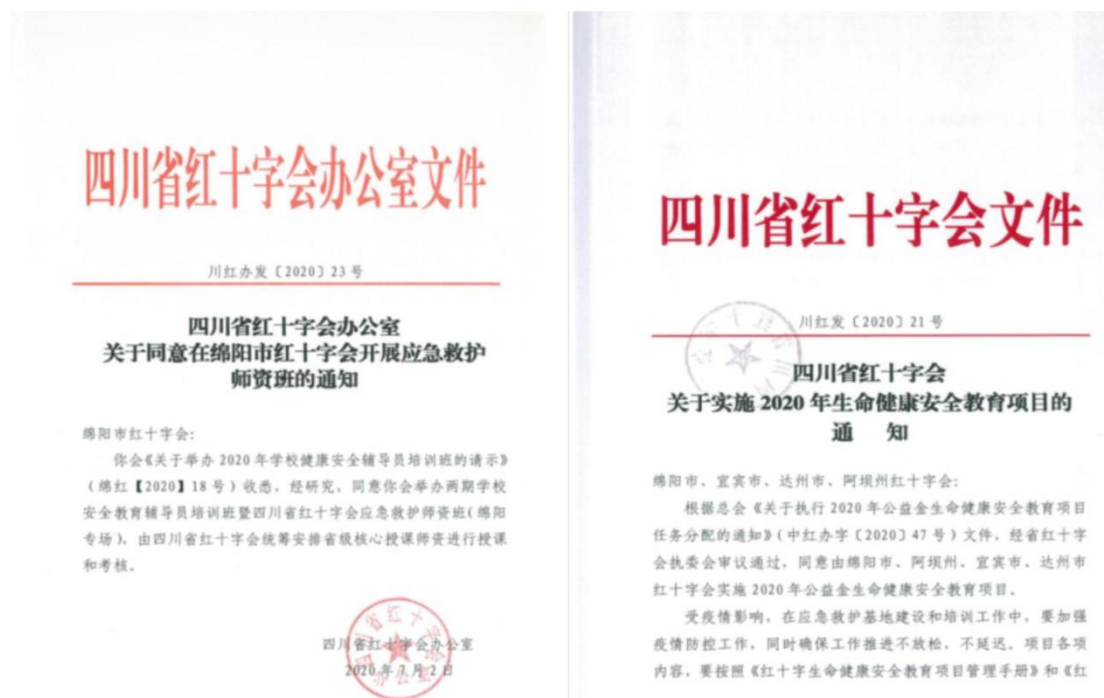 四川省红十字会办公室文件
川红办发〔2020〕23号
四川省红十字会办公室
关于同意在绵阳市红十字会开展应急救护
师资班的通知
绵阳市红十字会:
你会《关于举办2020年学校健康安全辅导员培训班的请示》
(绵红【2020】18号)收悉,经研究,同意你会举办两期学校
安全教育辅导员培训班暨四川省红十字会应急救护师资班(绵阳
专场),由四川省红十字会统筹安排省级核心授课师资进行授课
和考核。
四川省红十字会办公室
2020年7月2日
四川省红十字会文件
川红发〔2020〕21号
四川省红十字会
关于实施2020年生命健康安全教育项目的
通 知
绵阳市、宜宾市、达州市、阿坝州红十字会:
根据总会《关于执行2020年公益金生命健康安全教育项目
任务分配的通知》(中红办字〔2020〕47号)文件,经省红十字
会执委会审议通过,同意由绵阳市、阿坝州、宜宾市、达州市
红十字会实施2020年公益金生命健康安全教育项目。
受疫情影响,在应急救护基地建设和培训工作中,要加强
疫情防控工作,同时确保工作推进不放松、不延迟。项目各项
内容,要按照《红十字生命健康安全教育项目管理手册》和《红